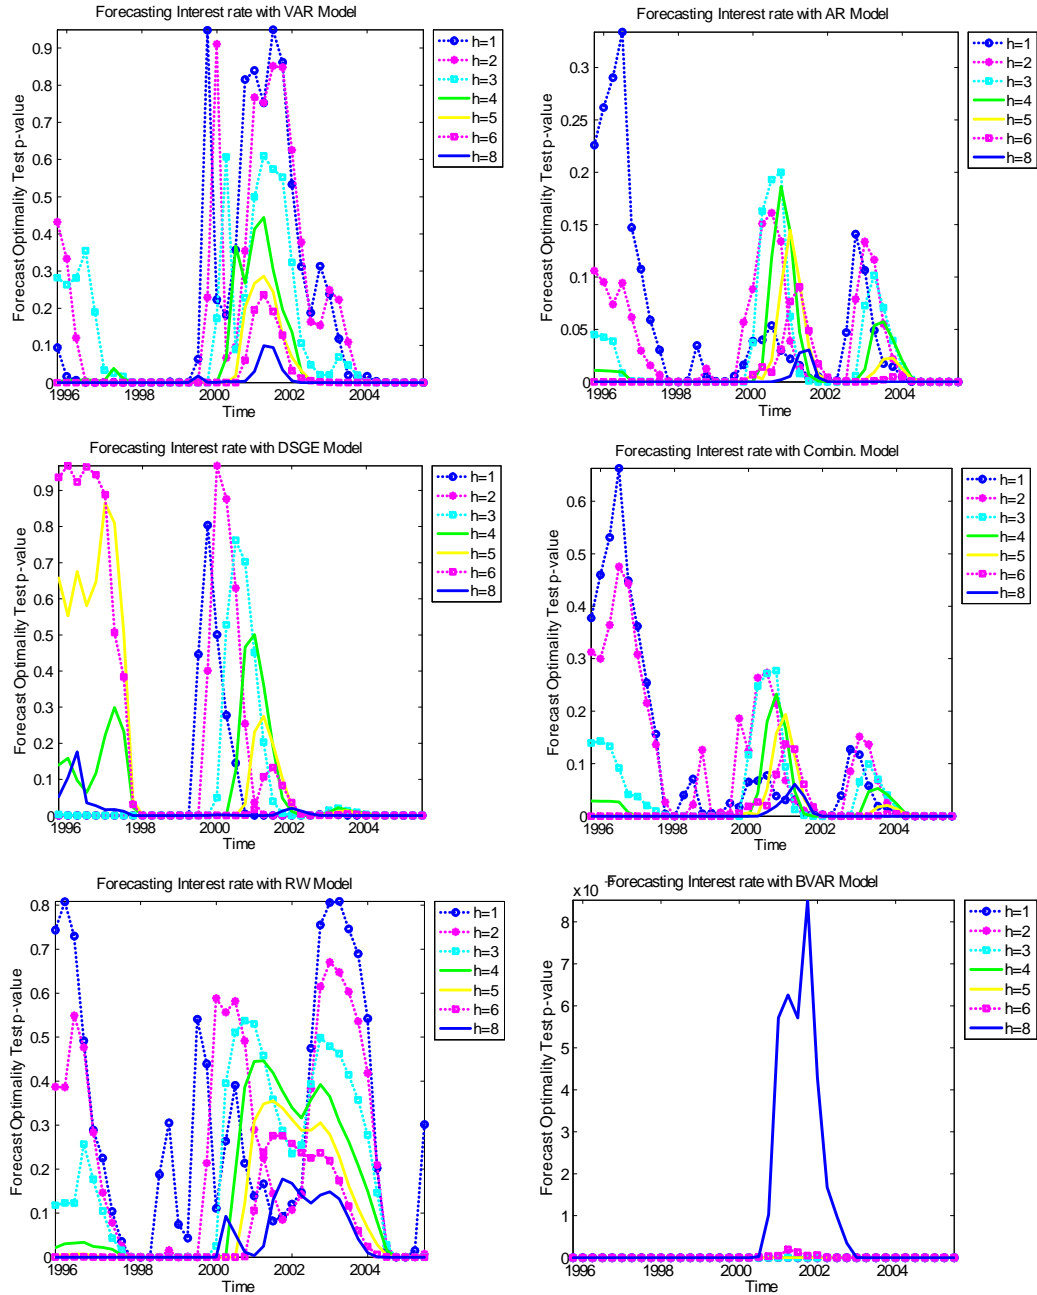 Forecasting Interest rate with VAR Model
Forecast Optimality Test p-value
0.9
0.8
0.7
0.6
0.5
0.4
0.3
0.2
0.1
0
1996
1998
2000
2002
2004
Time
h=1
h=2
h=3
h=4
h=5
h=6
h=8
Forecasting Interest rate with AR Model
Forecast Optimality Test p-value
0.3
0.25
0.2
0.15
0.1
0.05
0
1996
1998
2000
2002
2004
Time
h=1
h=2
h=3
h=4
h=5
h=6
h=8
Forecasting Interest rate with DSGE Model
Forecast Optimality Test p-value
0.9
0.8
0.7
0.6
0.5
0.4
0.3
0.2
0.1
0
1996
1998
2000
2002
2004
Time
h=1
h=2
h=3
h=4
h=5
h=6
h=8
Forecasting Interest rate with Combin. Model
Forecast Optimality Test p-value
0.6
0.5
0.4
0.3
0.2
0.1
0
1996
1998
2000
2002
2004
Time
h=1
h=2
h=3
h=4
h=5
h=6
h=8
Forecasting Interest rate with RW Model
Forecast Optimality Test p-value
0.8
0.7
0.6
0.5
0.4
0.3
0.2
0.1
0
1996
1998
2000
2002
2004
Time
h=1
h=2
h=3
h=4
h=5
h=6
h=8
Forecasting Interest rate with BVAR Model
x 10
Forecast Optimality Test p-value
8
6
4
2
0
1996
1998
2000
2002
2004
Time
h=1
h=2
h=3
h=4
h=5
h=6
h=8